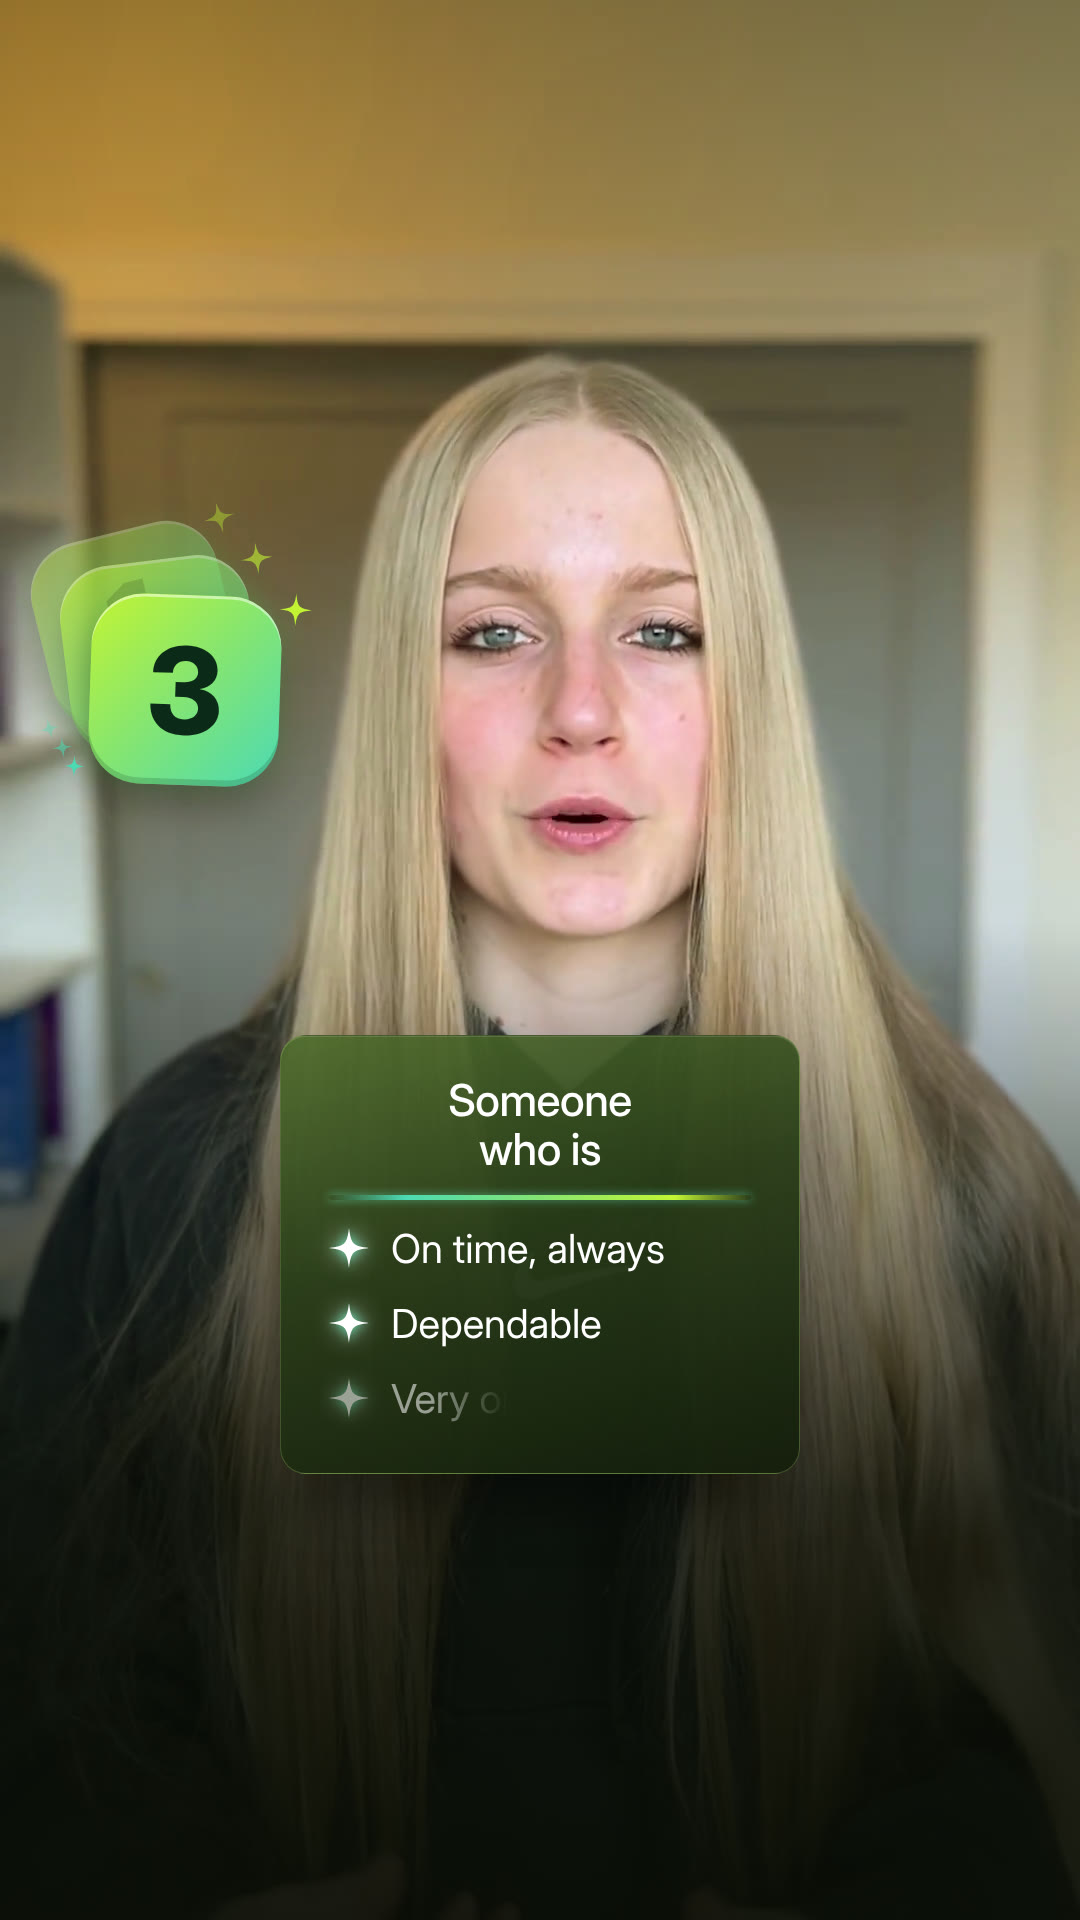 3
Someone
who is
On time, always
Dependable
Very